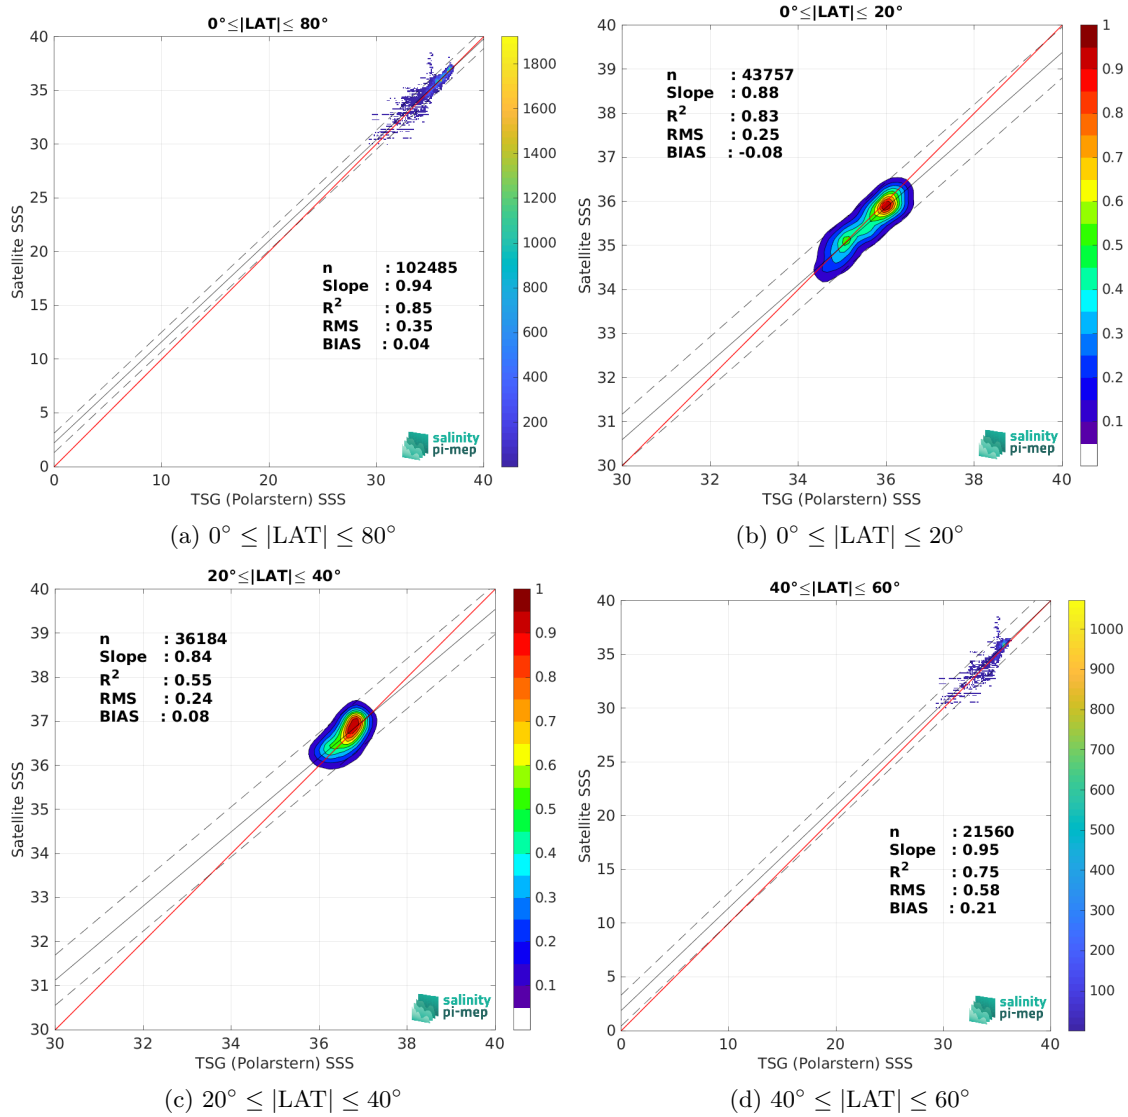 0°≤|LAT|≤ 80°
40
35
30
25
20
15
10
5
0
0
10
20
30
40
Satellite SSS
TSG (Polarstern) SSS
n : 102485
Slope : 0.94
R² : 0.85
RMS : 0.35
BIAS : 0.04
salinity
pi-mep
1800
1600
1400
1200
1000
800
600
400
200
(a) 0° ≤ |LAT| ≤ 80°
0°≤|LAT|≤ 20°
40
39
38
37
36
35
34
33
32
31
30
30
32
34
36
38
40
Satellite SSS
TSG (Polarstern) SSS
n : 43757
Slope : 0.88
R² : 0.83
RMS : 0.25
BIAS : -0.08
salinity
pi-mep
1
0.9
0.8
0.7
0.6
0.5
0.4
0.3
0.2
0.1
(b) 0° ≤ |LAT| ≤ 20°
20°≤|LAT|≤ 40°
40
39
38
37
36
35
34
33
32
31
30
30
32
34
36
38
40
Satellite SSS
TSG (Polarstern) SSS
n : 36184
Slope : 0.84
R² : 0.55
RMS : 0.24
BIAS : 0.08
salinity
pi-mep
1
0.9
0.8
0.7
0.6
0.5
0.4
0.3
0.2
0.1
(c) 20° ≤ |LAT| ≤ 40°
40°≤|LAT|≤ 60°
40
35
30
25
20
15
10
5
0
0
10
20
30
40
Satellite SSS
TSG (Polarstern) SSS
n : 21560
Slope : 0.95
R² : 0.75
RMS : 0.58
BIAS : 0.21
salinity
pi-mep
1000
900
800
700
600
500
400
300
200
100
(d) 40° ≤ |LAT| ≤ 60°